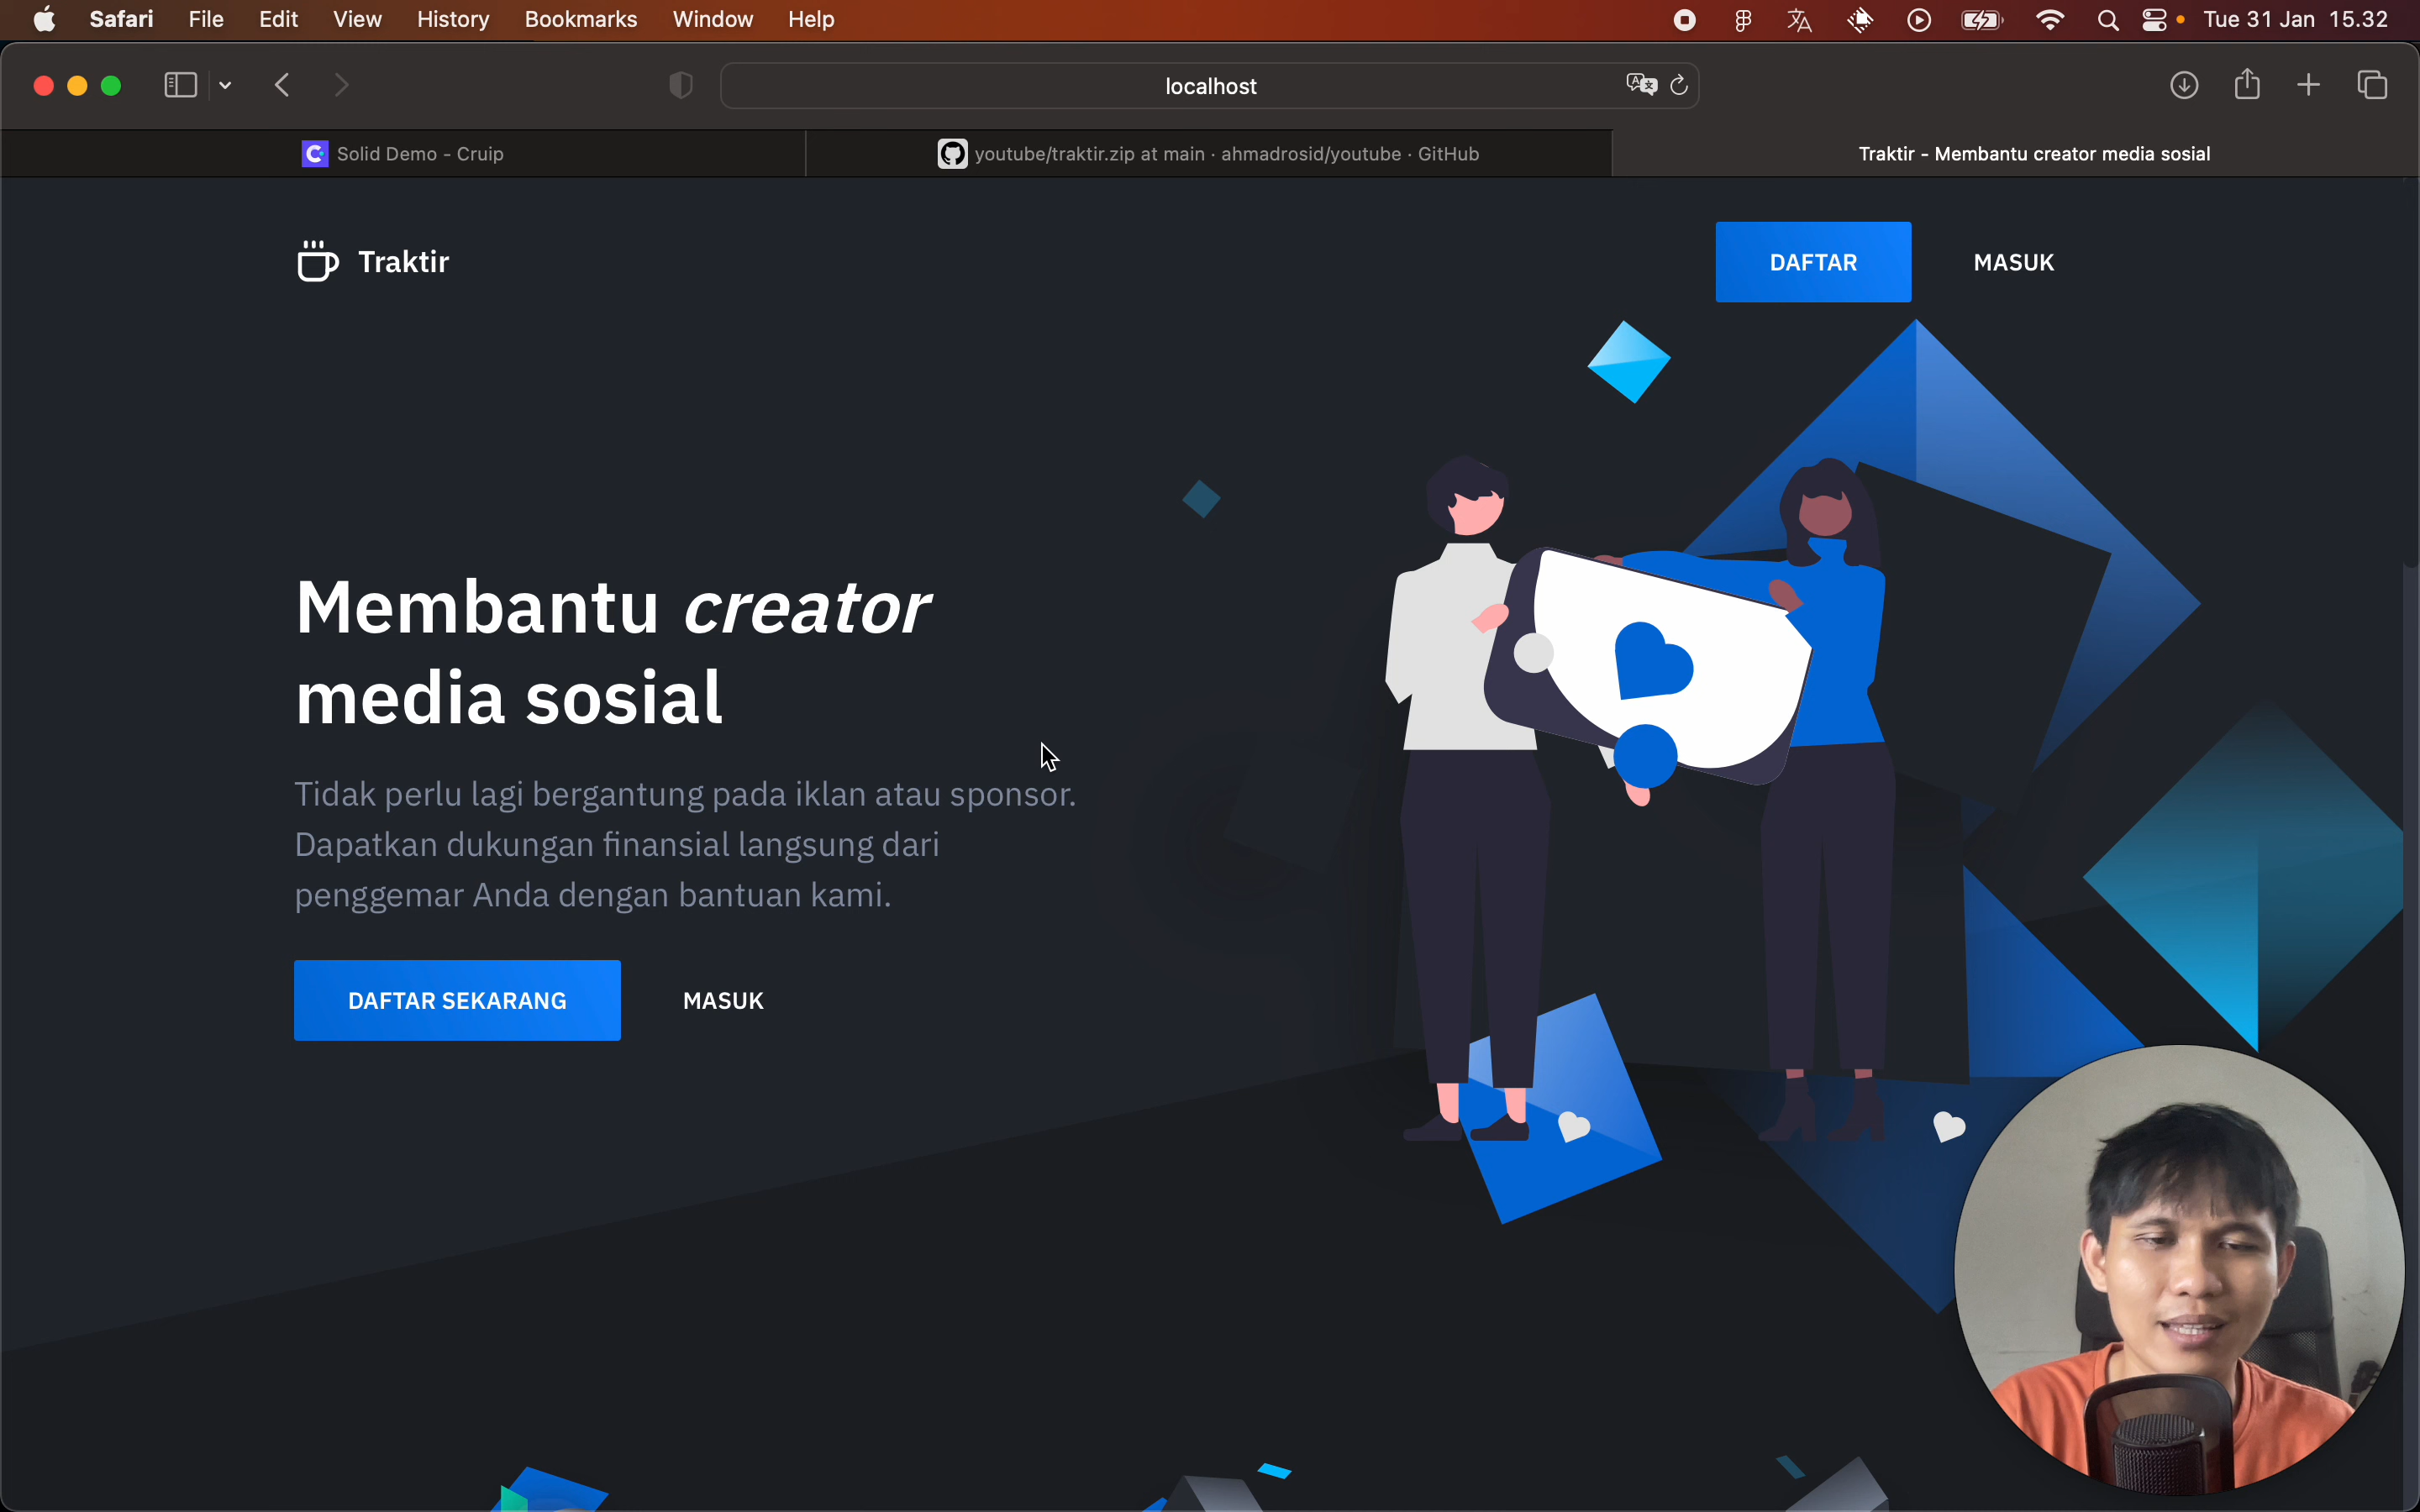 Safari File Edit View History Bookmarks Window Help Tue 31 Jan 15.32
localhost
Solid Demo - Cruip
youtube/traktir.zip at main · ahmadrosid/youtube · GitHub
Traktir - Membantu creator media sosial
Traktir
DAFTAR
MASUK
Membantu creator
media sosial
Tidak perlu lagi bergantung pada iklan atau sponsor.
Dapatkan dukungan finansial langsung dari
penggemar Anda dengan bantuan kami.
DAFTAR SEKARANG
MASUK